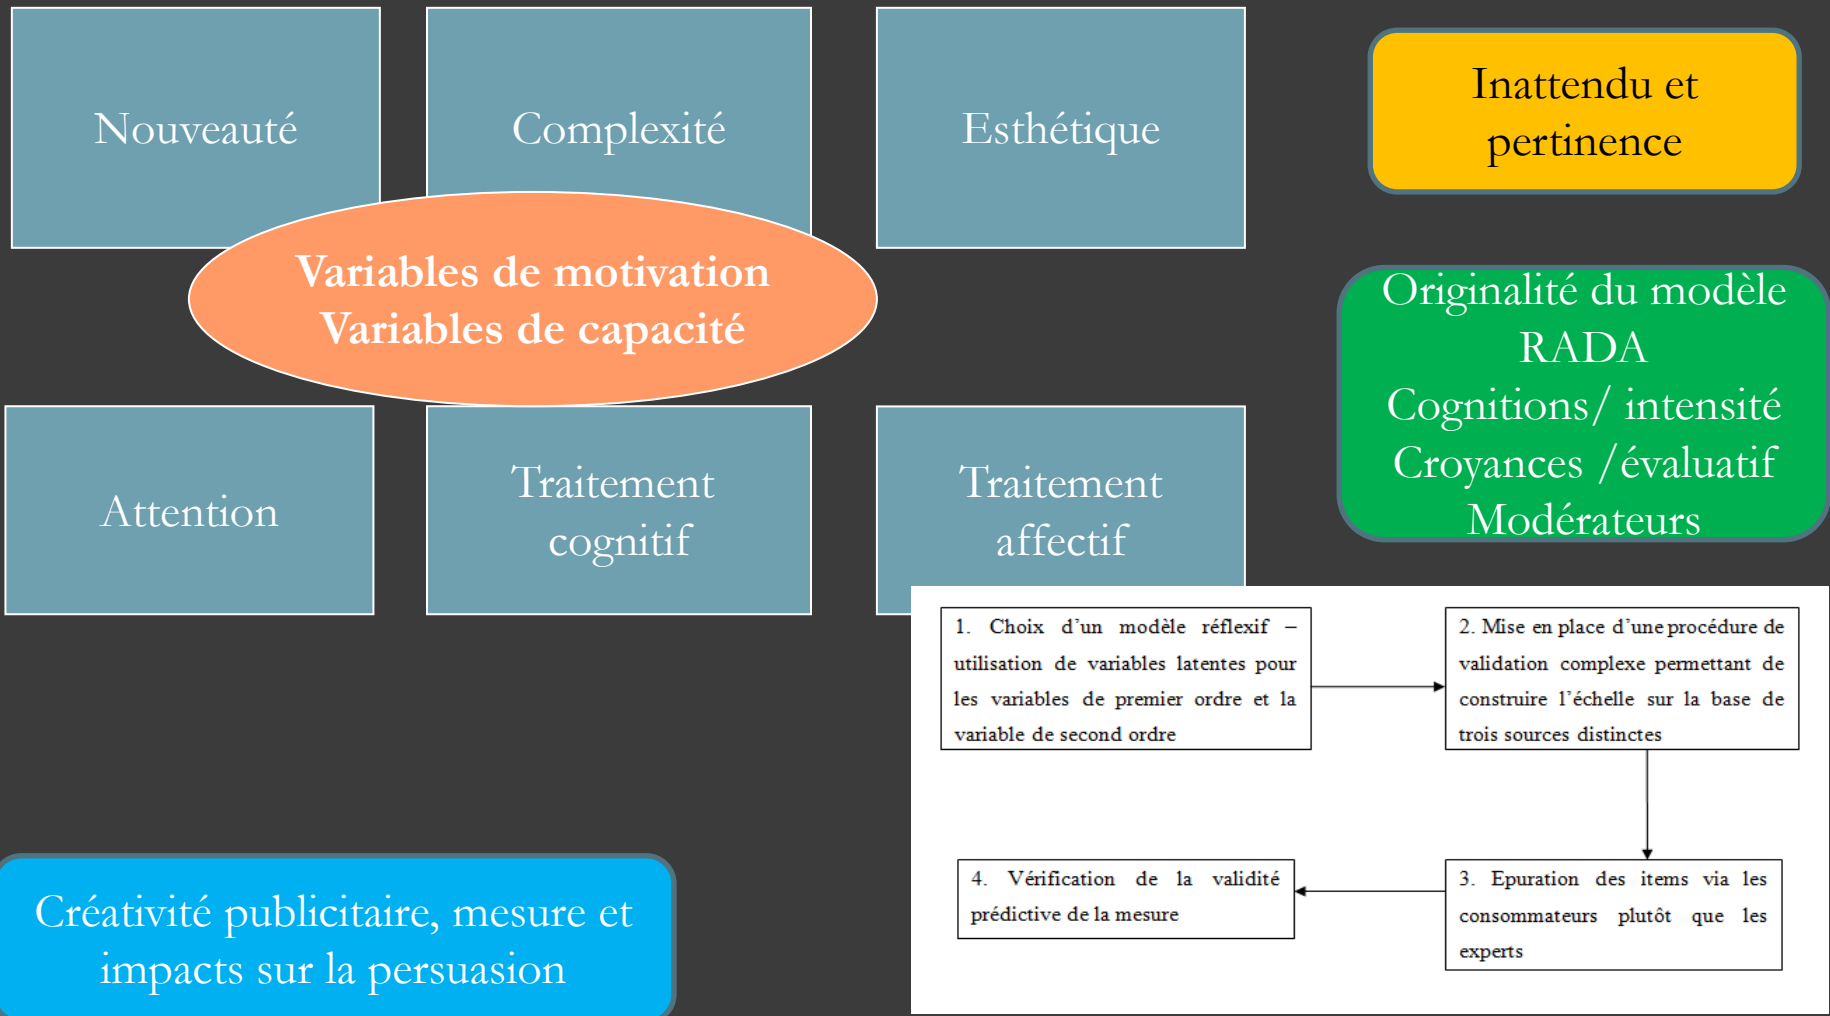 Nouveauté
Complexité
Esthétique
Inattendu et
pertinence
Variables de motivation
Variables de capacité
Originalité du modèle
RADA
Cognitions/ intensité
Croyances /évaluatif
Modérateurs
Attention
Traitement
cognitif
Traitement
affectif
1. Choix d’un modèle réflexif –
utilisation de variables latentes pour
les variables de premier ordre et la
variable de second ordre
2. Mise en place d’une procédure de
validation complexe permettant de
construire l’échelle sur la base de
trois sources distinctes
4. Vérification de la validité
prédictive de la mesure
3. Epuration des items via les
consommateurs plutôt que les
experts
Créativité publicitaire, mesure et
impacts sur la persuasion